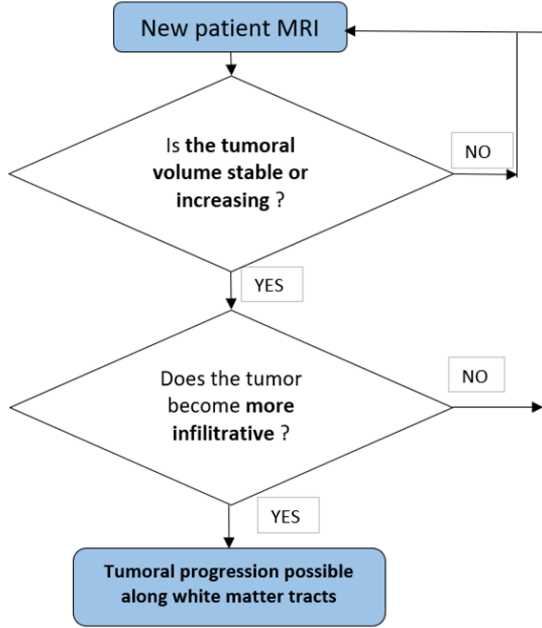 New patient MRI
Is the tumoral
volume stable or
increasing ?
NO
YES
Does the tumor
become more
infilitrative ?
NO
YES
Tumoral progression possible
along white matter tracts